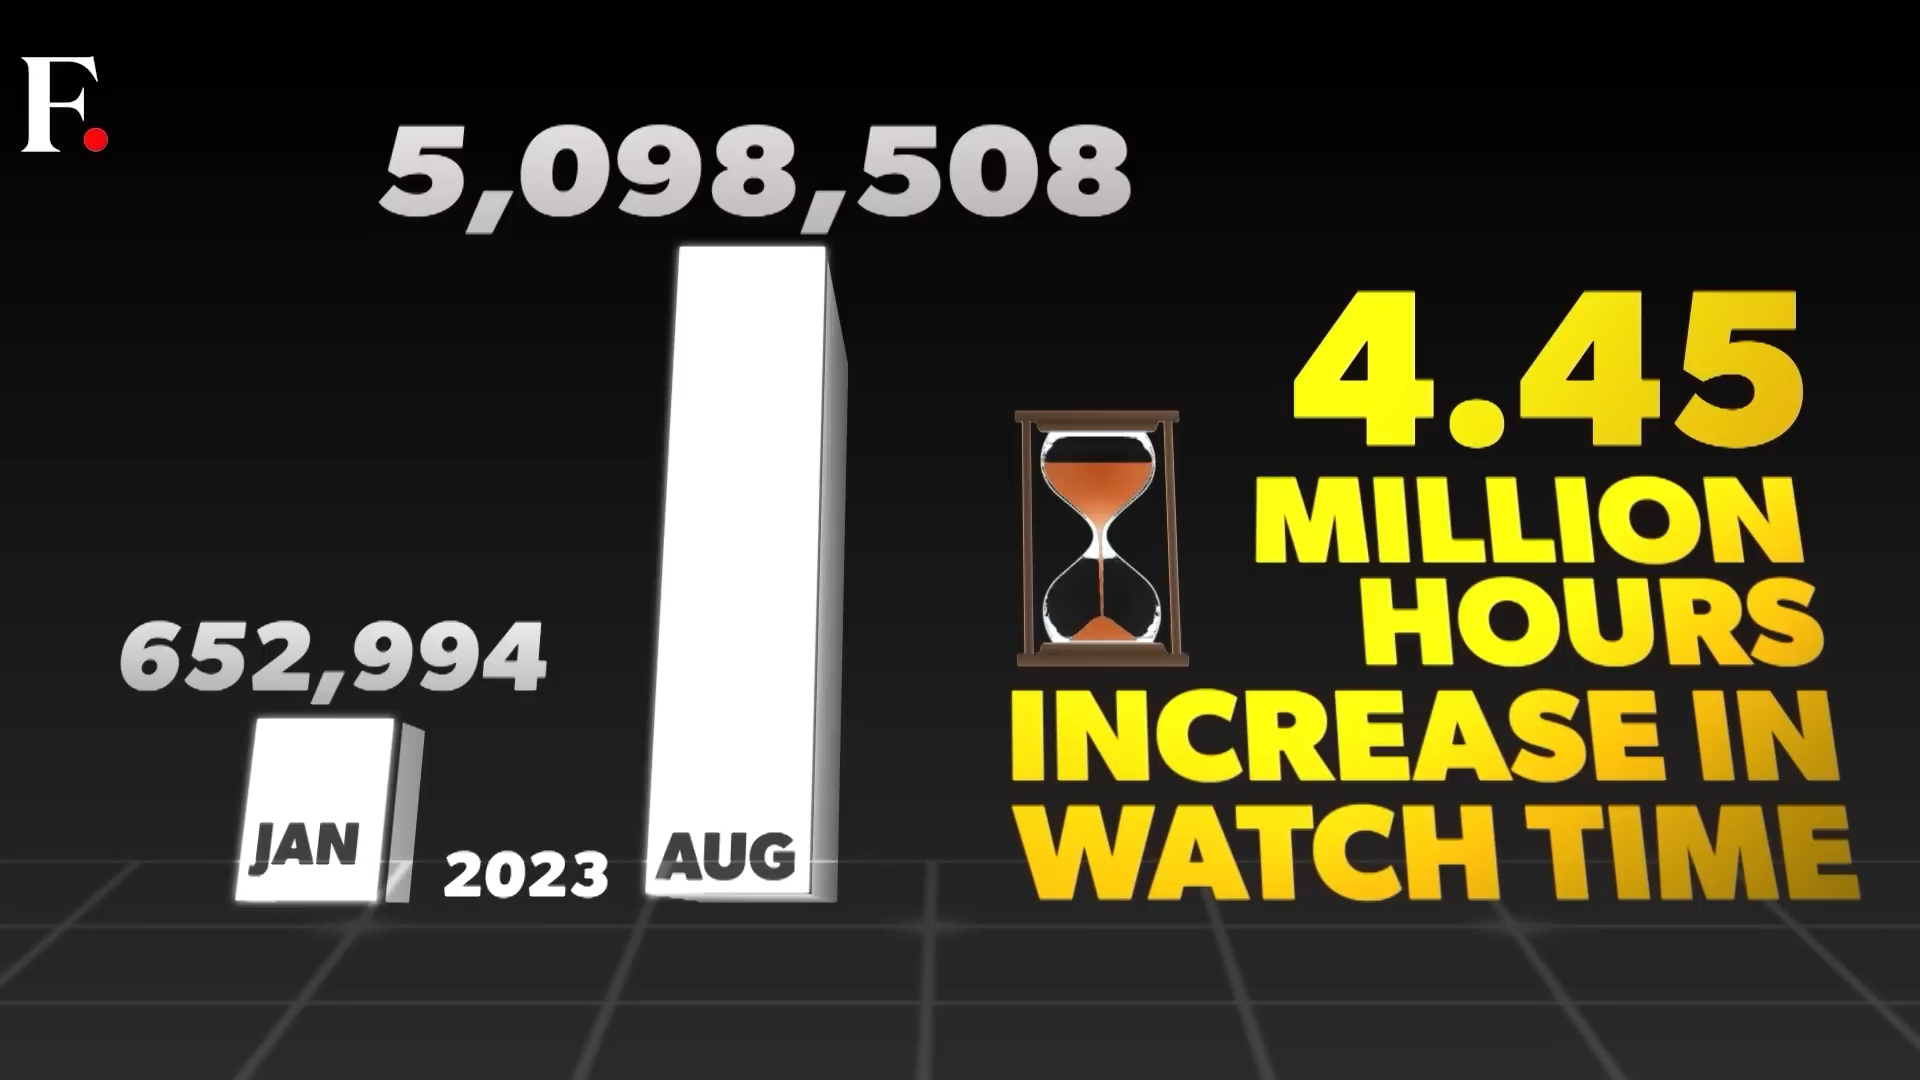 F.
5,098,508
652,994
JAN
2023
AUG
4.45
MILLION
HOURS
INCREASE IN
WATCH TIME